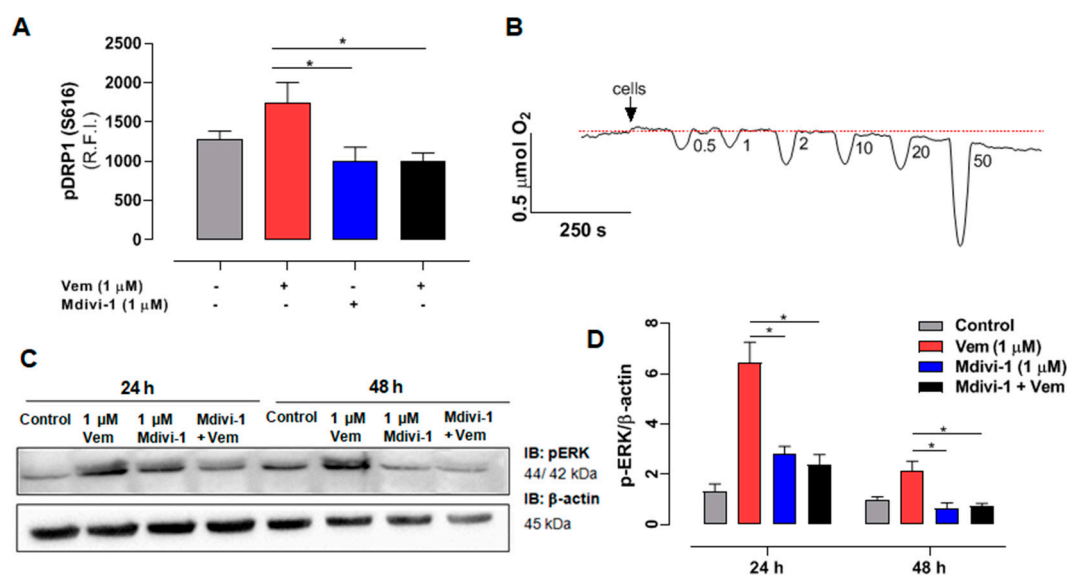 A
2500
2000
1500
1000
500
0
pDRP1 (S616)
(R.F.I.)
*
*
Vem (1 µM) - + - +
Mdivi-1 (1 µM) - - + -
B
cells
0.5 µmol O2
250 s
0.5
1
2
10
20
50
C
24 h
48 h
Control
1 µM
Vem
1 µM
Mdivi-1
Mdivi-1
+ Vem
Control
1 µM
Vem
1 µM
Mdivi-1
Mdivi-1
+ Vem
IB: pERK
44/ 42 kDa
IB: β-actin
45 kDa
D
8
6
4
2
0
p-ERK/β-actin
*
*
*
*
24 h
48 h
Control
Vem (1 µM)
Mdivi-1 (1 µM)
Mdivi-1 + Vem